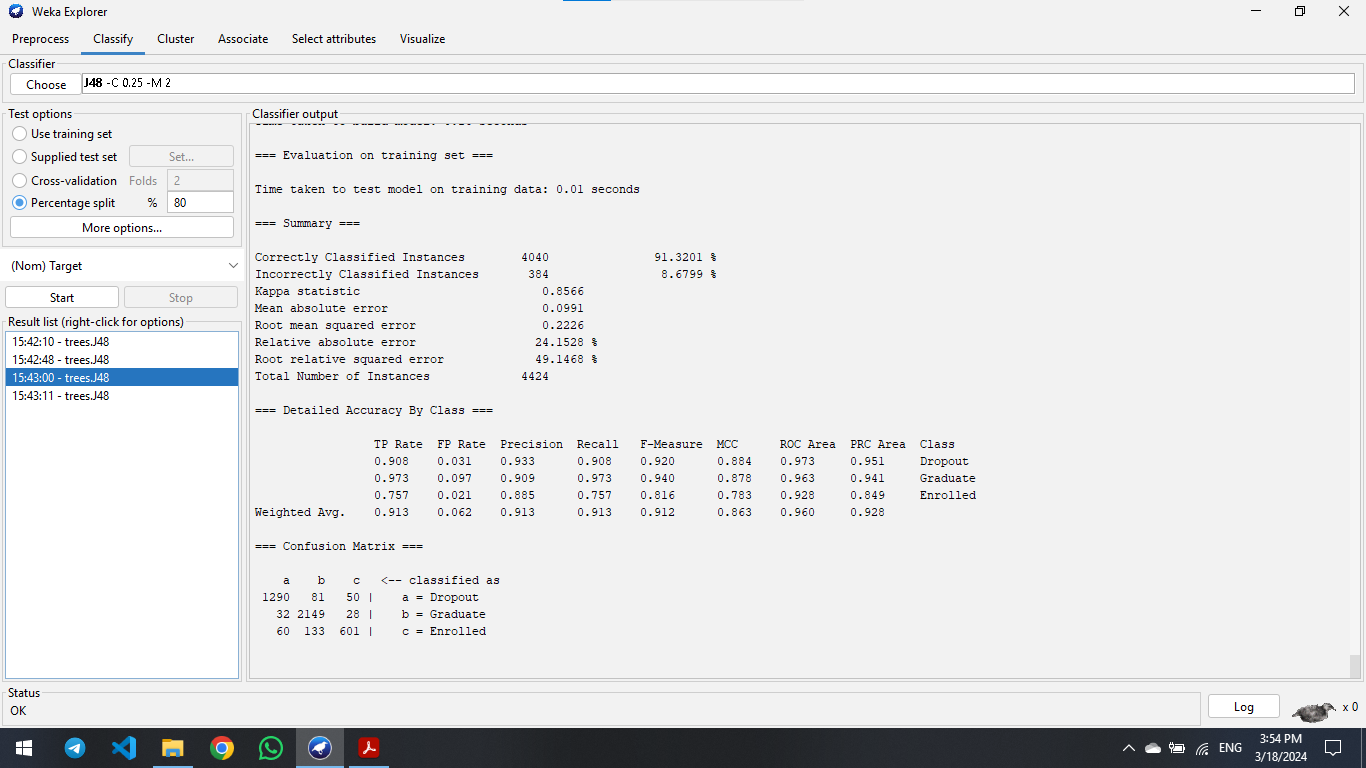 Weka Explorer
Preprocess Classify Cluster Associate Select attributes Visualize
Classifier
Choose J48 -C 0.25 -M 2
Test options
Use training set
Supplied test set Set...
Cross-validation Folds 2
Percentage split % 80
More options...
(Nom) Target
Start Stop
Result list (right-click for options)
15:42:10 - trees.J48
15:42:48 - trees.J48
15:43:00 - trees.J48
15:43:11 - trees.J48
Classifier output
=== Evaluation on training set ===
Time taken to test model on training data: 0.01 seconds
=== Summary ===
Correctly Classified Instances 4040 91.3201 %
Incorrectly Classified Instances 384 8.6799 %
Kappa statistic 0.8566
Mean absolute error 0.0991
Root mean squared error 0.2226
Relative absolute error 24.1528 %
Root relative squared error 49.1468 %
Total Number of Instances 4424
=== Detailed Accuracy By Class ===
TP Rate FP Rate Precision Recall F-Measure MCC ROC Area PRC Area Class
0.908 0.031 0.933 0.908 0.920 0.884 0.973 0.951 Dropout
0.973 0.097 0.909 0.973 0.940 0.878 0.963 0.941 Graduate
0.757 0.021 0.885 0.757 0.816 0.783 0.928 0.849 Enrolled
Weighted Avg. 0.913 0.062 0.913 0.913 0.912 0.863 0.960 0.928
=== Confusion Matrix ===
a b c <-- classified as
1290 81 50 | a = Dropout
32 2149 28 | b = Graduate
60 133 601 | c = Enrolled
Status
OK
Log
x 0
ENG
3:54 PM
3/18/2024